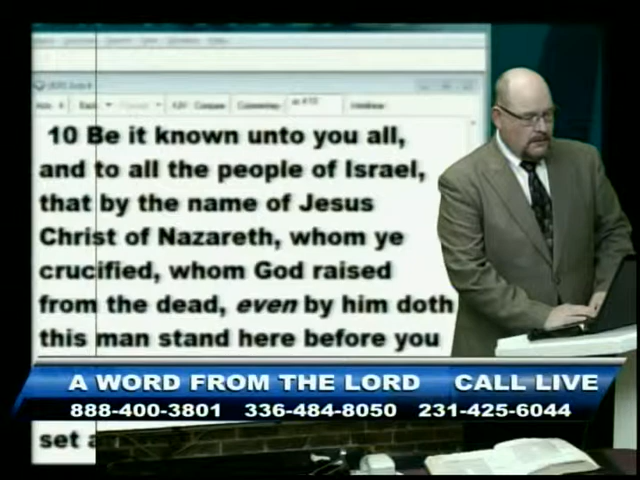 10 Be it known unto you all,
and to all the people of Israel,
that by the name of Jesus
Christ of Nazareth, whom ye
crucified, whom God raised
from the dead, even by him doth
this man stand here before you
A WORD FROM THE LORD CALL LIVE
888-400-3801 336-484-8050 231-425-6044
set